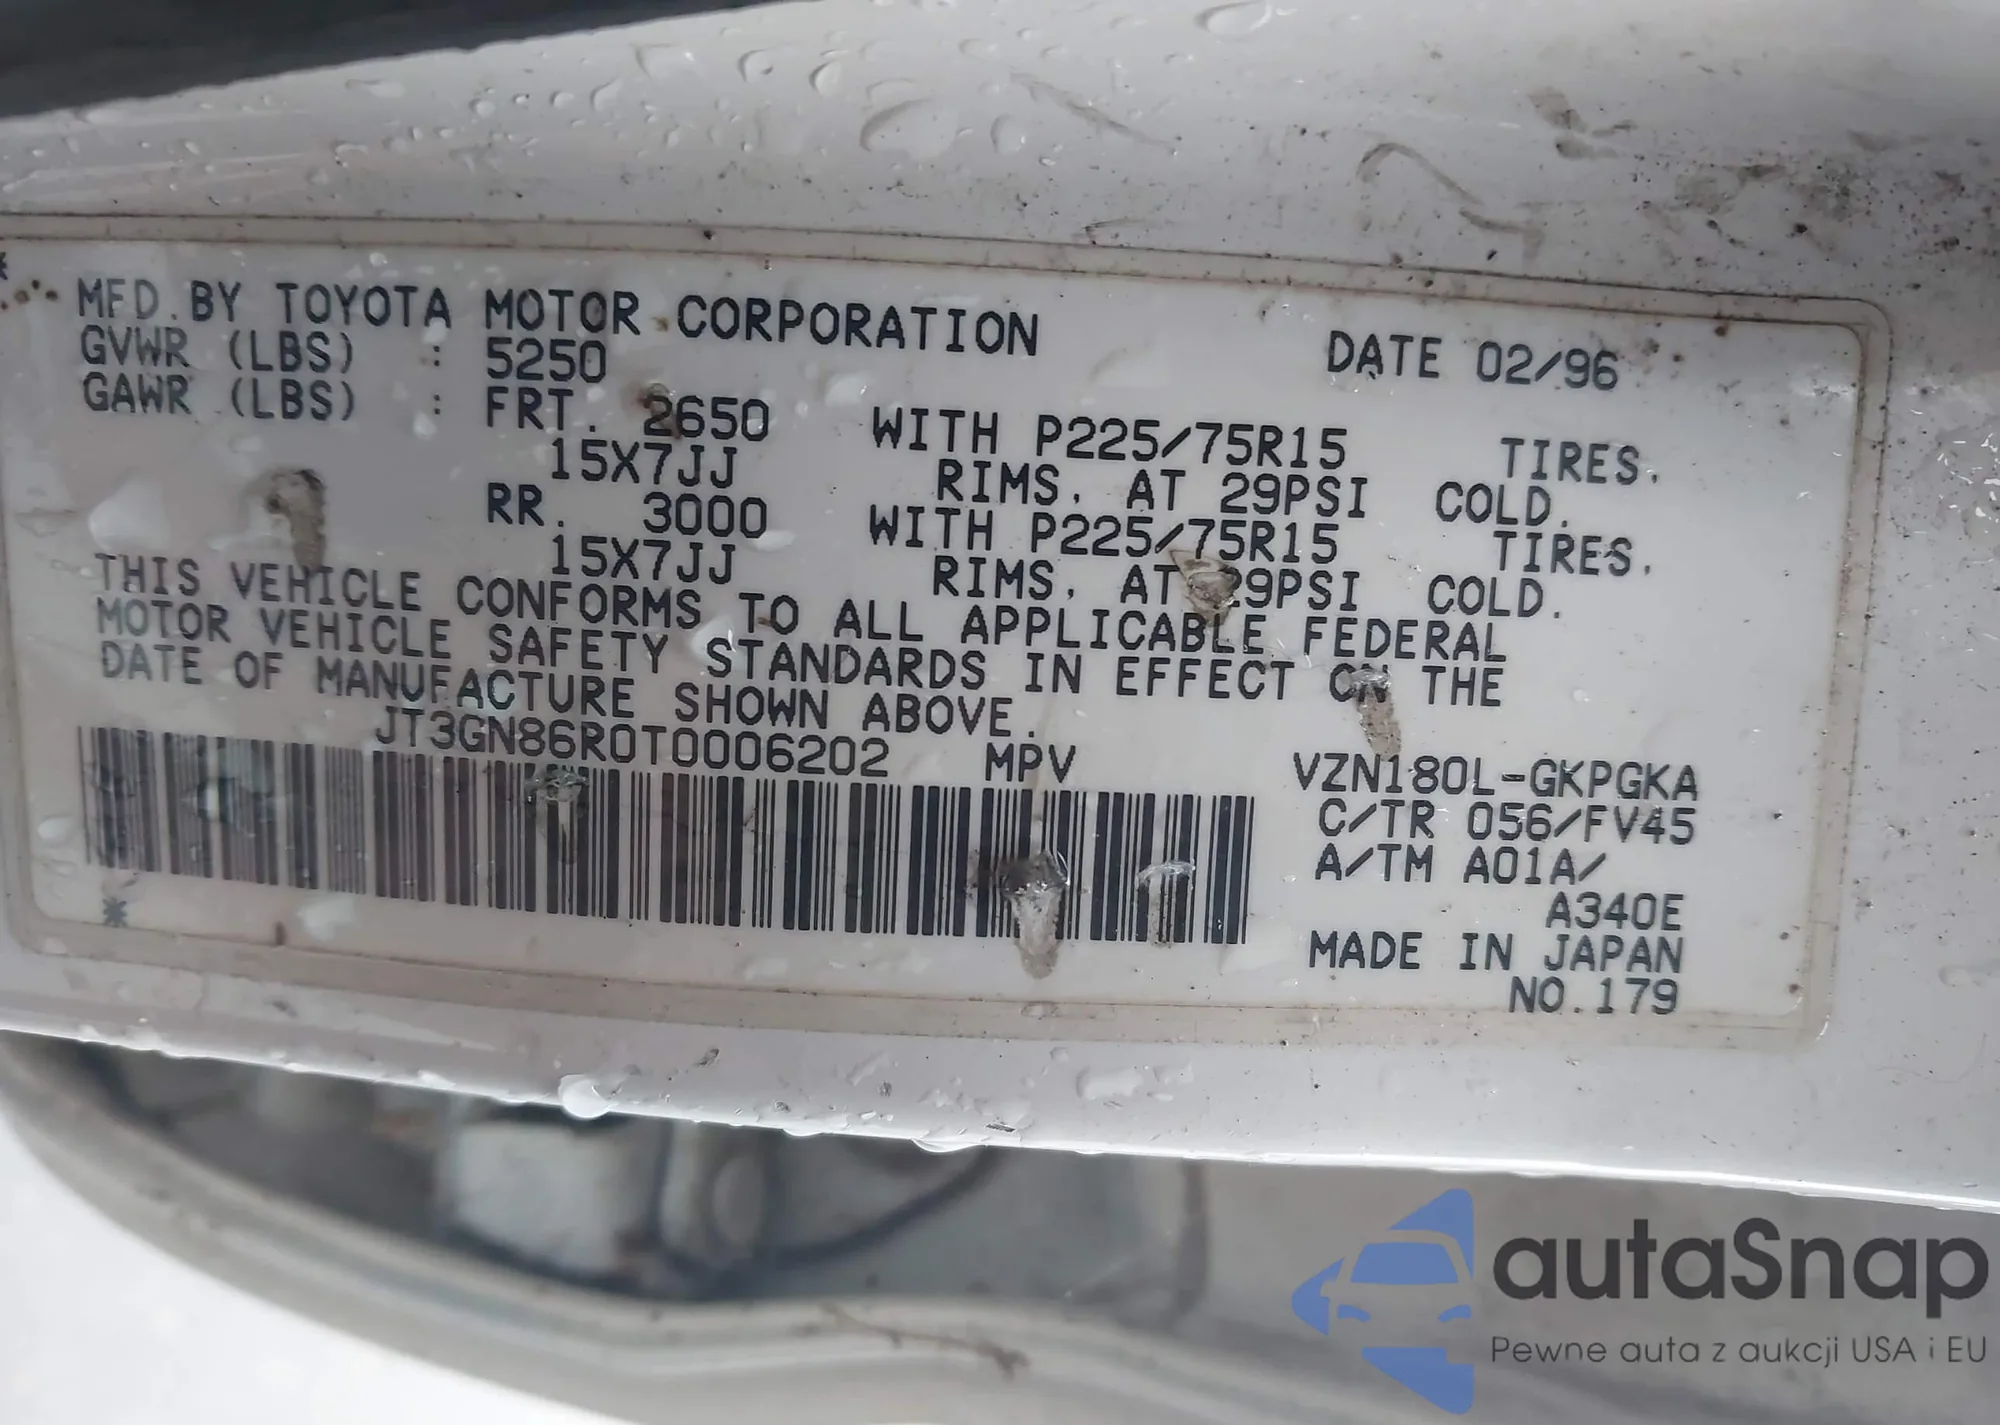 MFD.BY TOYOTA MOTOR CORPORATION DATE 02/96
GVWR (LBS) : 5250
GAWR (LBS) : FRT. 2650 WITH P225/75R15 TIRES.
15X7JJ RIMS. AT 29PSI COLD.
RR. 3000 WITH P225/75R15 TIRES.
15X7JJ RIMS. AT 29PSI COLD.
THIS VEHICLE CONFORMS TO ALL APPLICABLE FEDERAL
MOTOR VEHICLE SAFETY STANDARDS IN EFFECT ON THE
DATE OF MANUFACTURE SHOWN ABOVE.
JT3GN86R0T0006202 MPV VZN180L-GKPGKA
C/TR 056/FV45
A/TM A01A/
A340E
MADE IN JAPAN
NO.179
autaSnap
Pewne auta z aukcji USA i EU